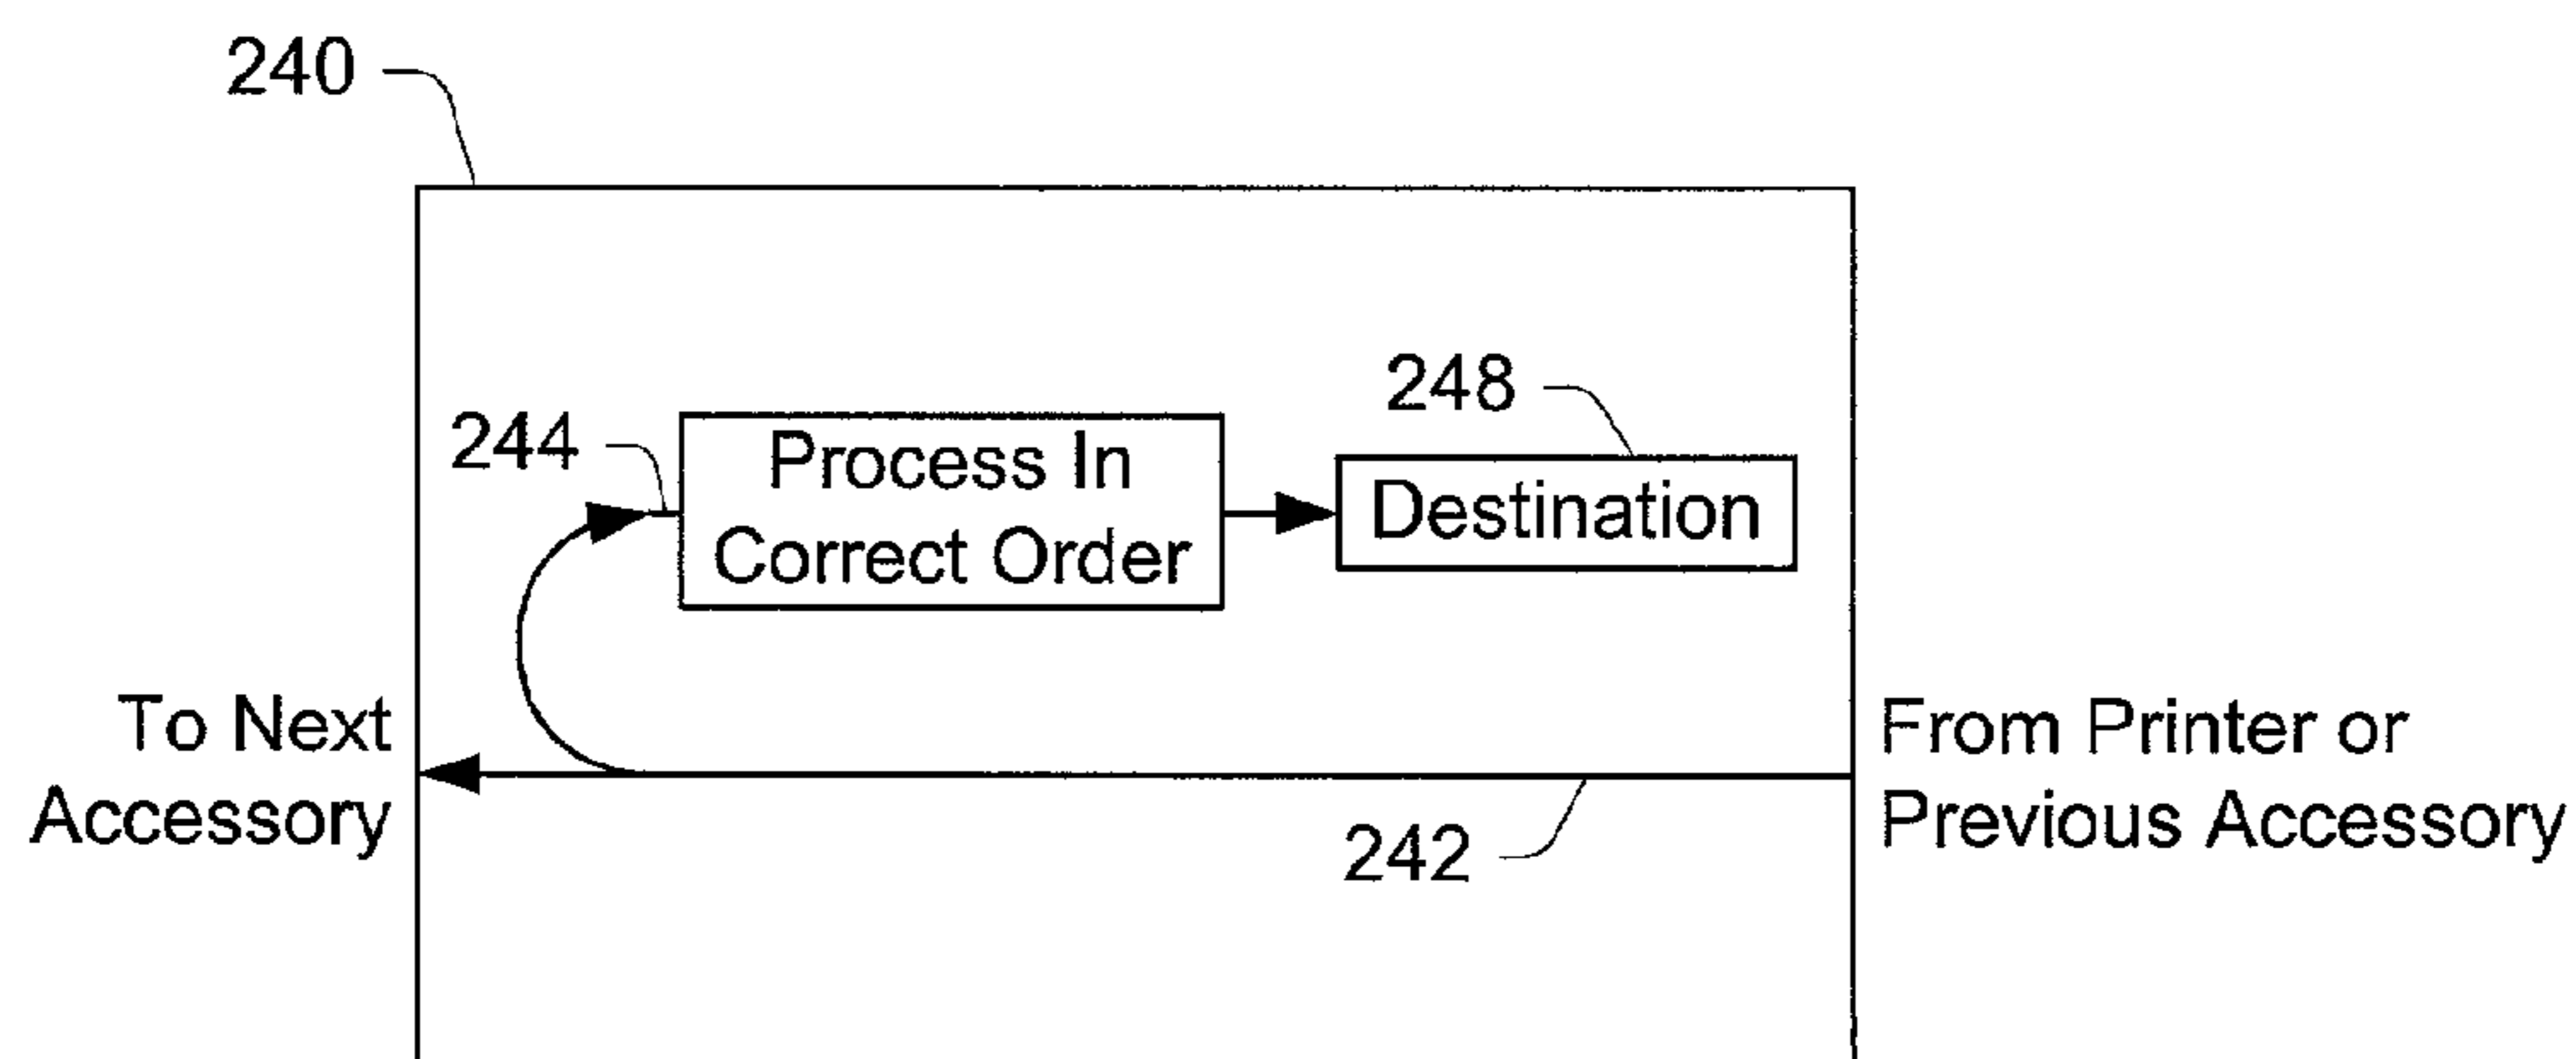 240
248
244
Process In
Correct Order
Destination
To Next
Accessory
From Printer or
Previous Accessory
242